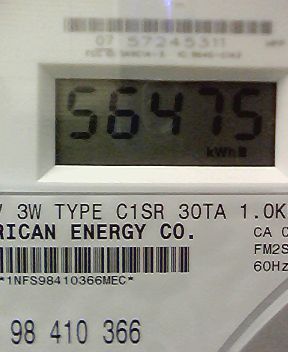 07 57245311
56475
kWh
V 3W TYPE C1SR 30TA 1.0K
RICAN ENERGY CO.
CA
FM2S
60Hz
*1NFS98410366MEC*
98 410 366